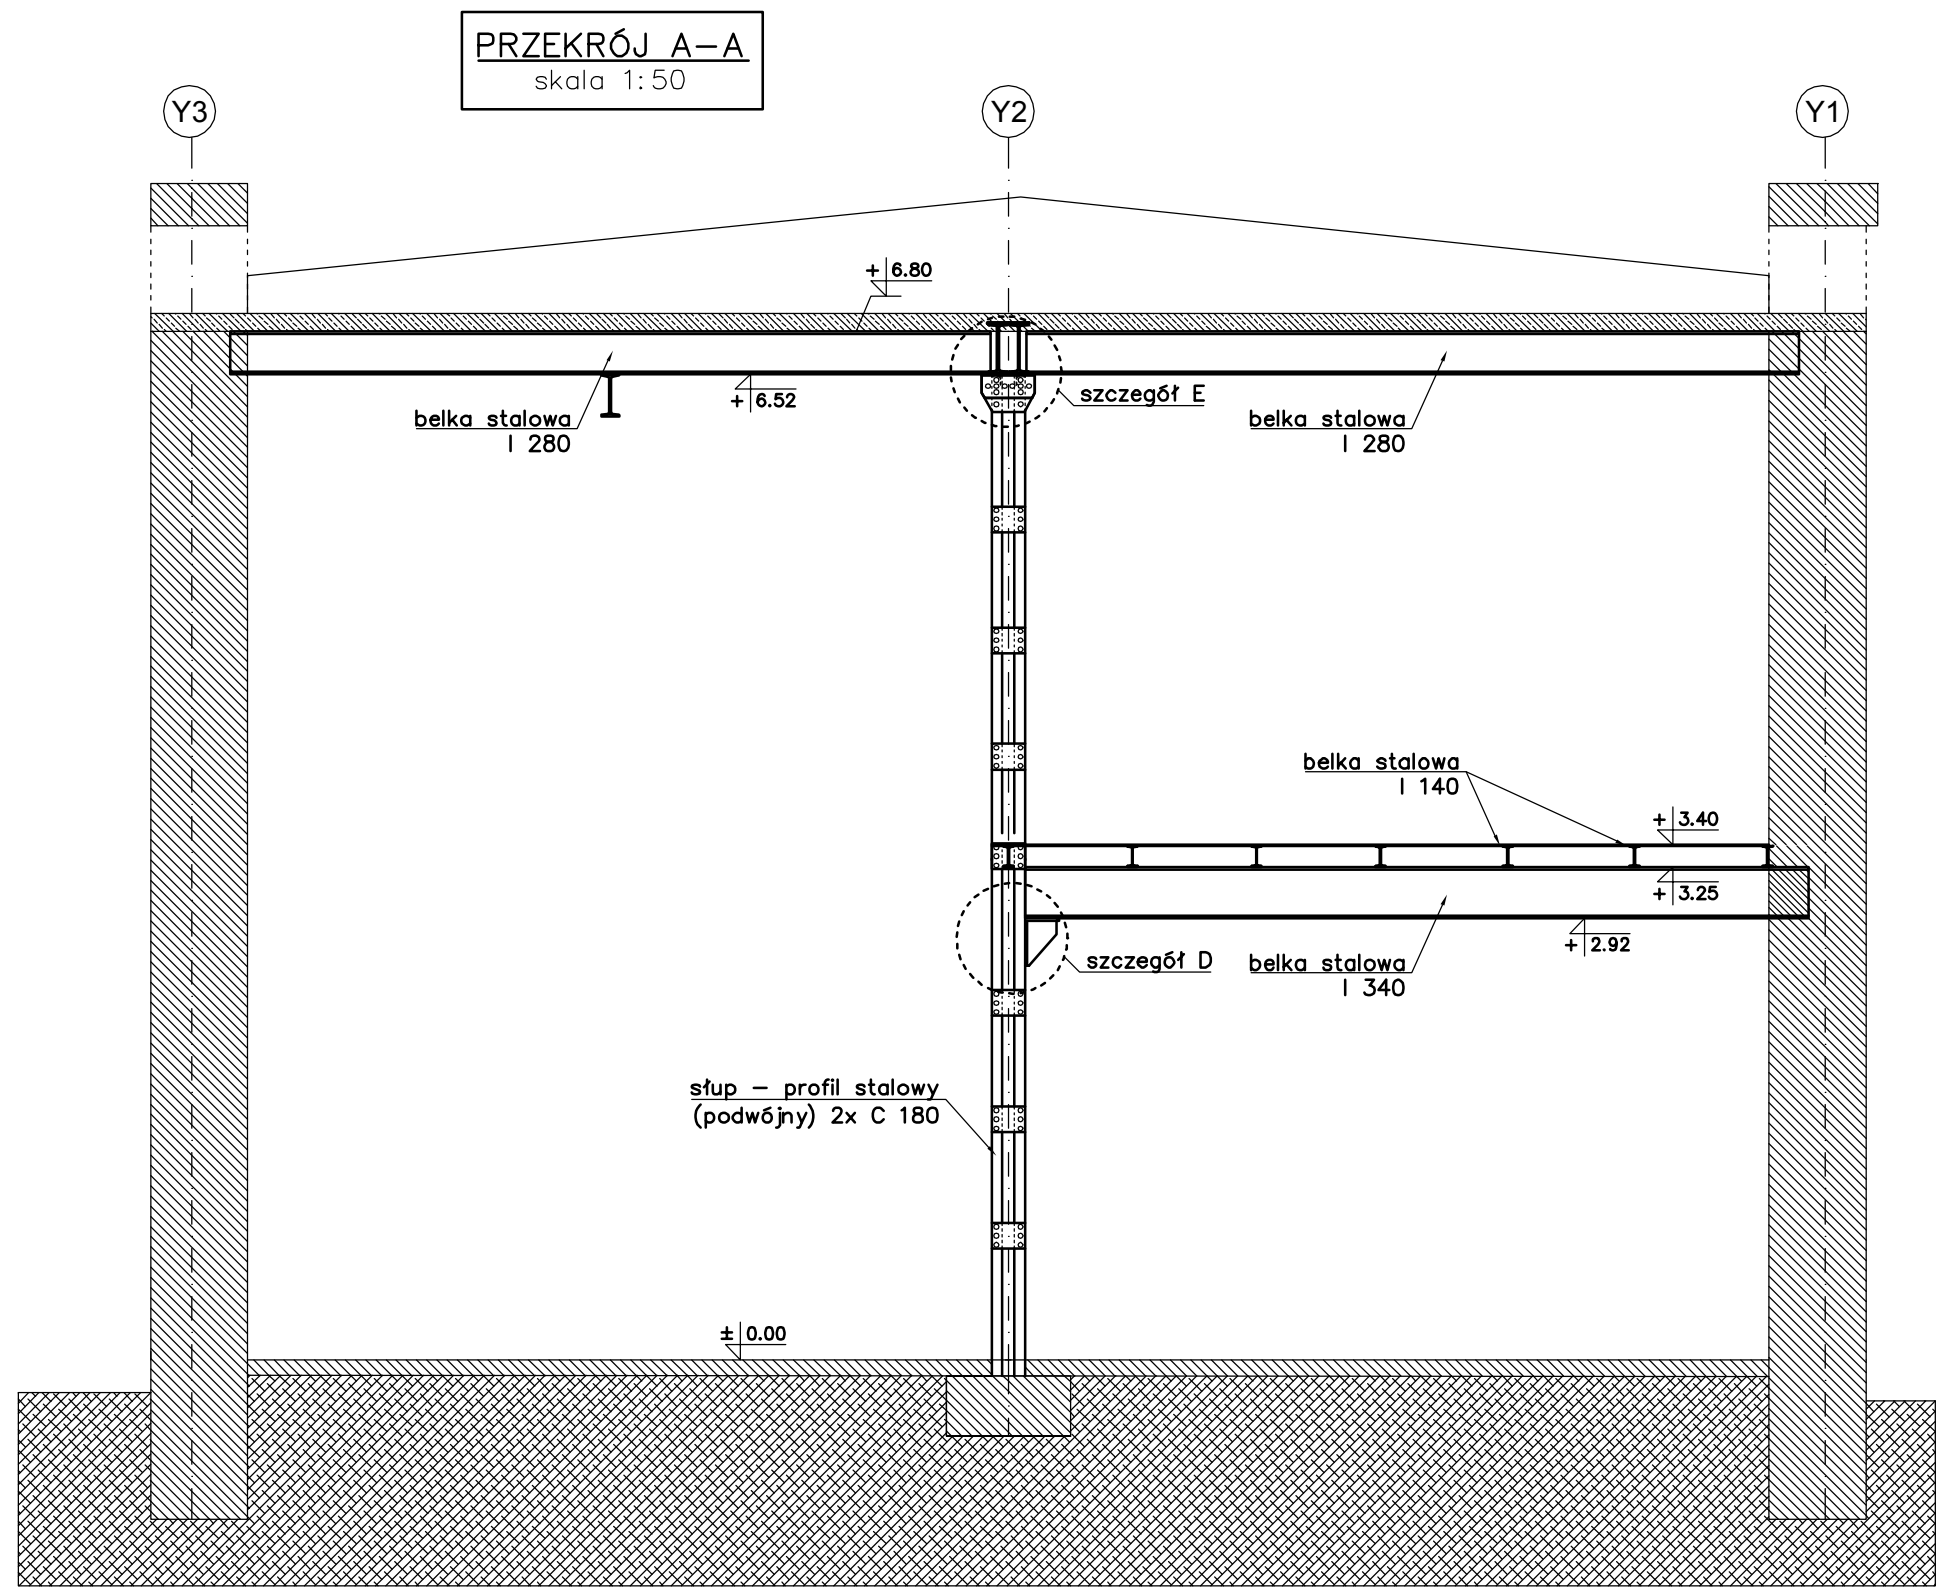 PRZEKRÓJ A-A
skala 1:50
Y3
Y2
Y1
+ 6.80
+ 6.52
szczegół E
belka stalowa
I 280
belka stalowa
I 280
belka stalowa
I 140
+ 3.40
+ 3.25
+ 2.92
szczegół D
belka stalowa
I 340
słup – profil stalowy
(podwójny) 2x C 180
± 0.00